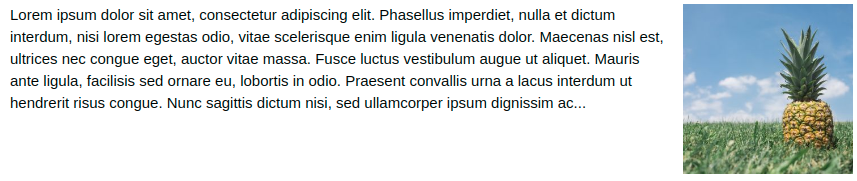 Lorem ipsum dolor sit amet, consectetur adipiscing elit. Phasellus imperdiet, nulla et dictum
interdum, nisi lorem egestas odio, vitae scelerisque enim ligula venenatis dolor. Maecenas nisl est,
ultrices nec congue eget, auctor vitae massa. Fusce luctus vestibulum augue ut aliquet. Mauris
ante ligula, facilisis sed ornare eu, lobortis in odio. Praesent convallis urna a lacus interdum ut
hendrerit risus congue. Nunc sagittis dictum nisi, sed ullamcorper ipsum dignissim ac...